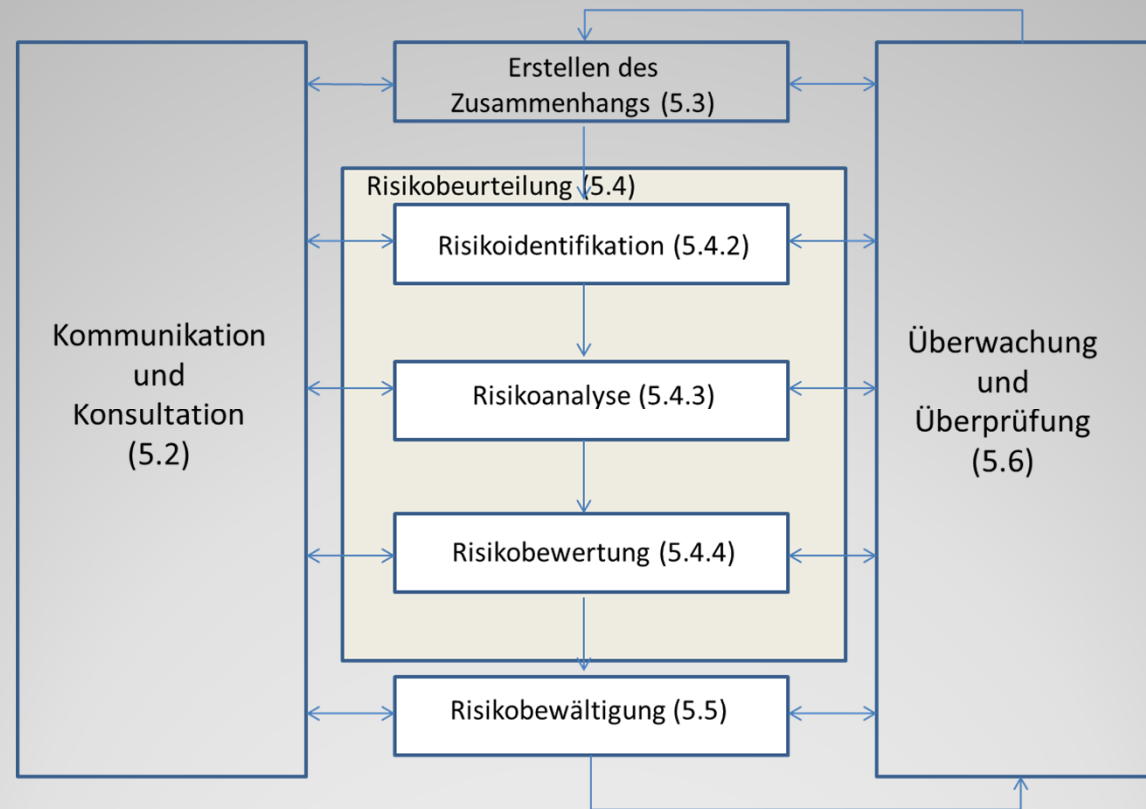 Erstellen des
Zusammenhangs (5.3)
Risikobeurteilung (5.4)
Risikoidentifikation (5.4.2)
Kommunikation
und
Konsultation
(5.2)
Überwachung
und
Überprüfung
(5.6)
Risikoanalyse (5.4.3)
Risikobewertung (5.4.4)
Risikobewältigung (5.5)